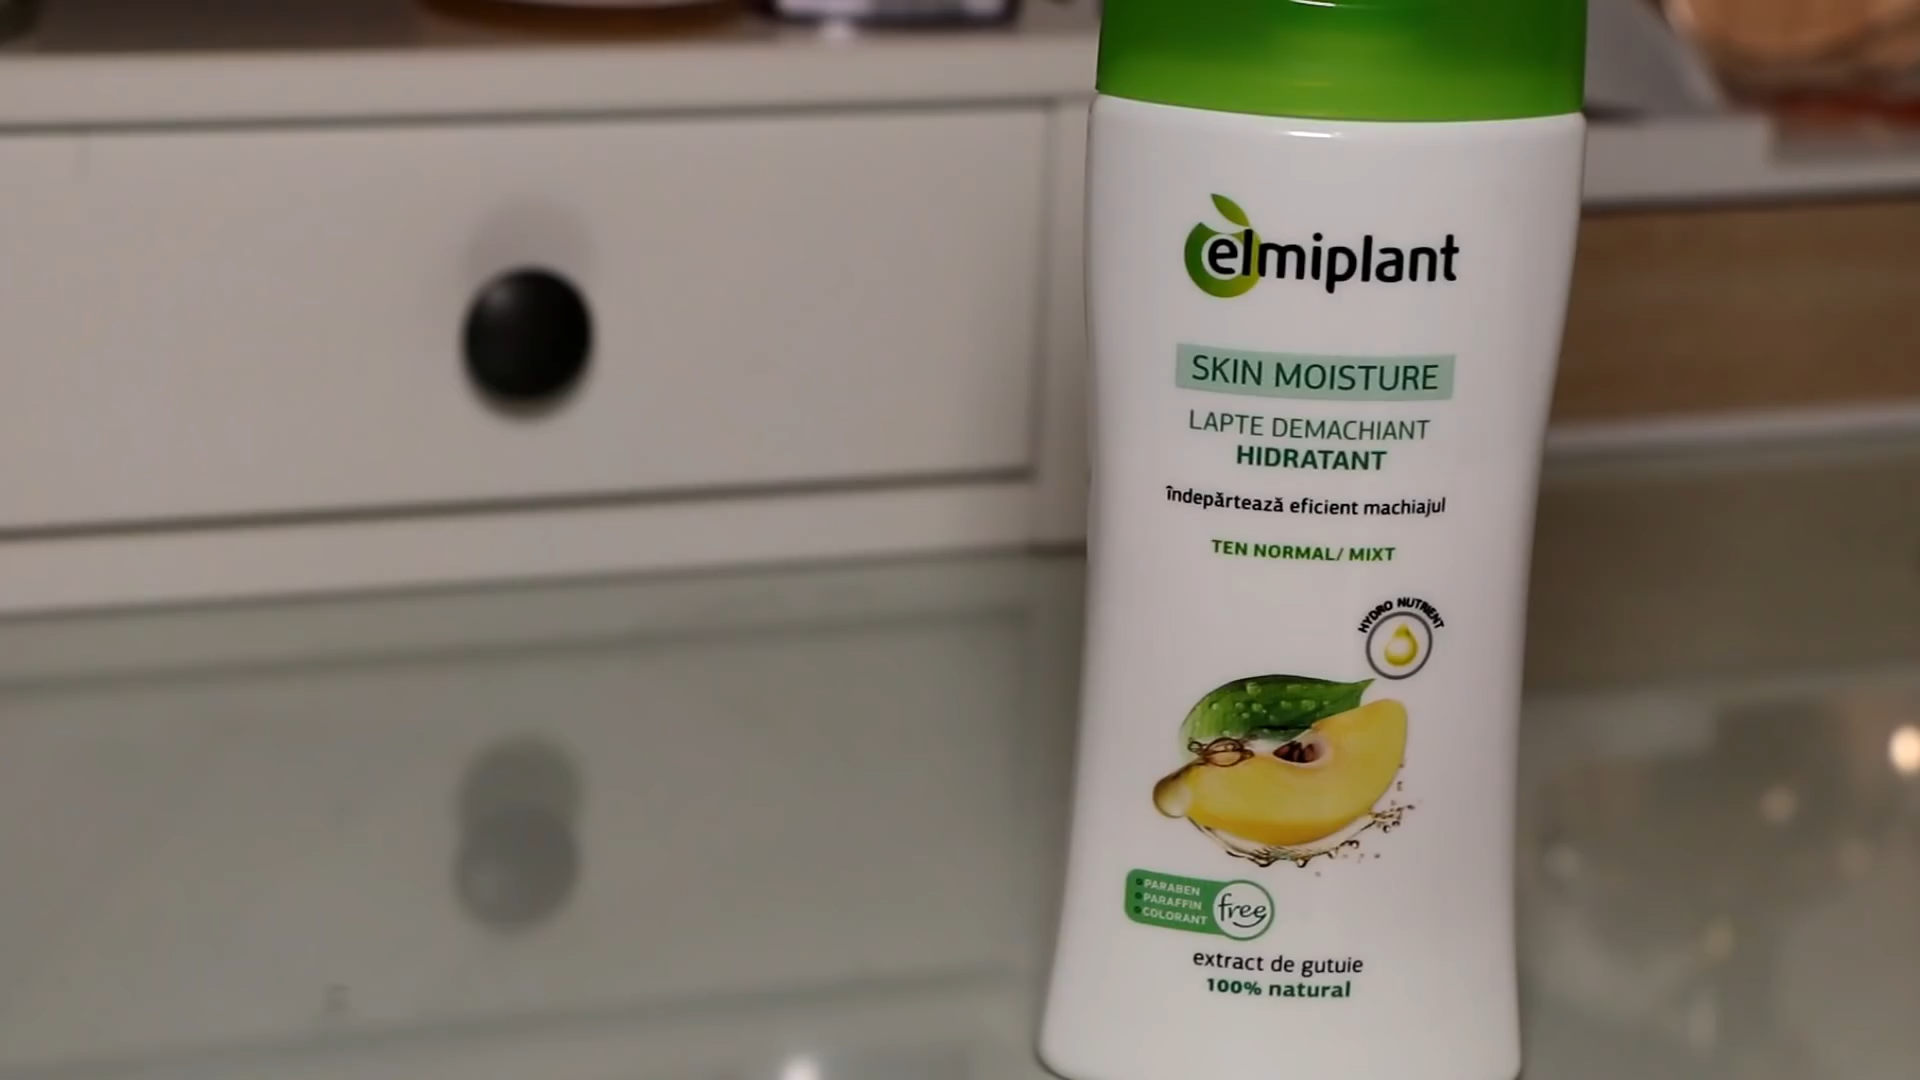 elmiplant
SKIN MOISTURE
LAPTE DEMACHIANT
HIDRATANT
îndepărtează eficient machiajul
TEN NORMAL/ MIXT
HYDRO NUTRIENT
PARABEN
PARAFFIN
COLORANT
free
extract de gutuie
100% natural